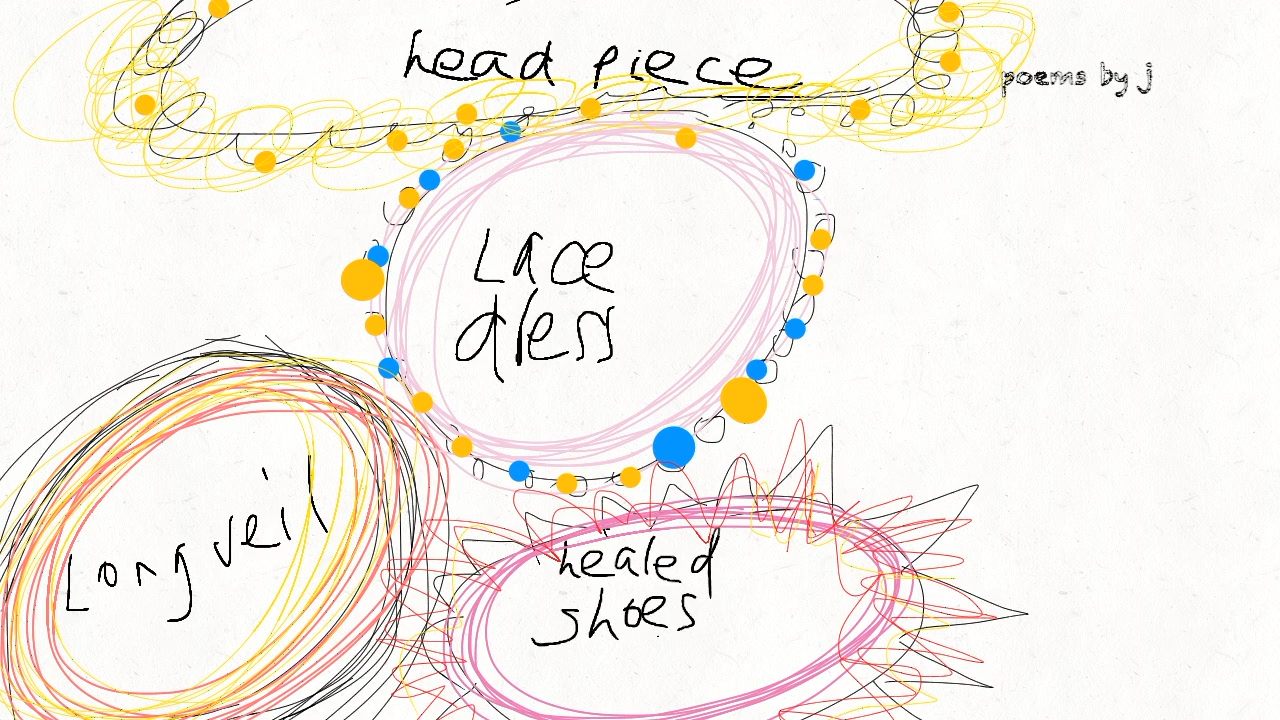 head piece
poems by j
Lace
dress
Long veil
healed
shoes